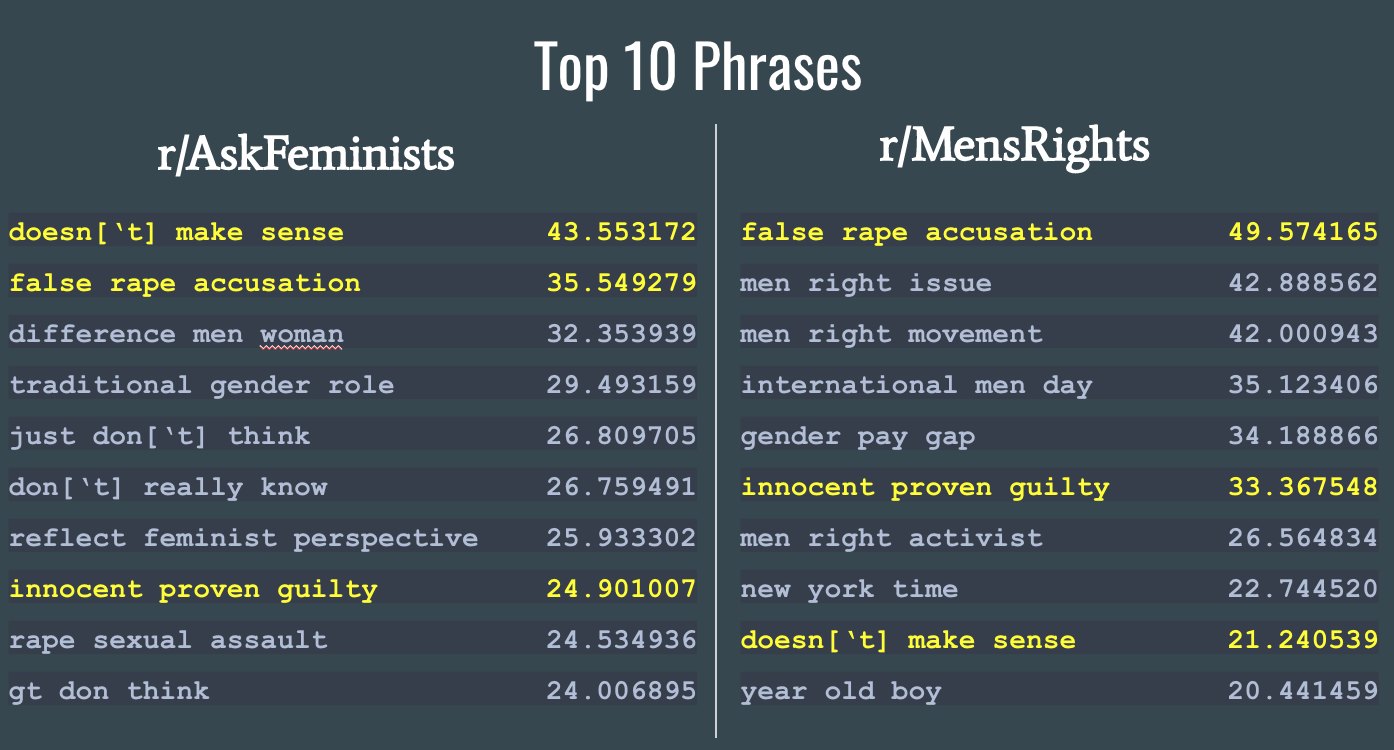 Top 10 Phrases
r/AskFeminists
doesn[‘t] make sense 43.553172
false rape accusation 35.549279
difference men woman 32.353939
traditional gender role 29.493159
just don[‘t] think 26.809705
don[‘t] really know 26.759491
reflect feminist perspective 25.933302
innocent proven guilty 24.901007
rape sexual assault 24.534936
gt don think 24.006895
r/MensRights
false rape accusation 49.574165
men right issue 42.888562
men right movement 42.000943
international men day 35.123406
gender pay gap 34.188866
innocent proven guilty 33.367548
men right activist 26.564834
new york time 22.744520
doesn[‘t] make sense 21.240539
year old boy 20.441459